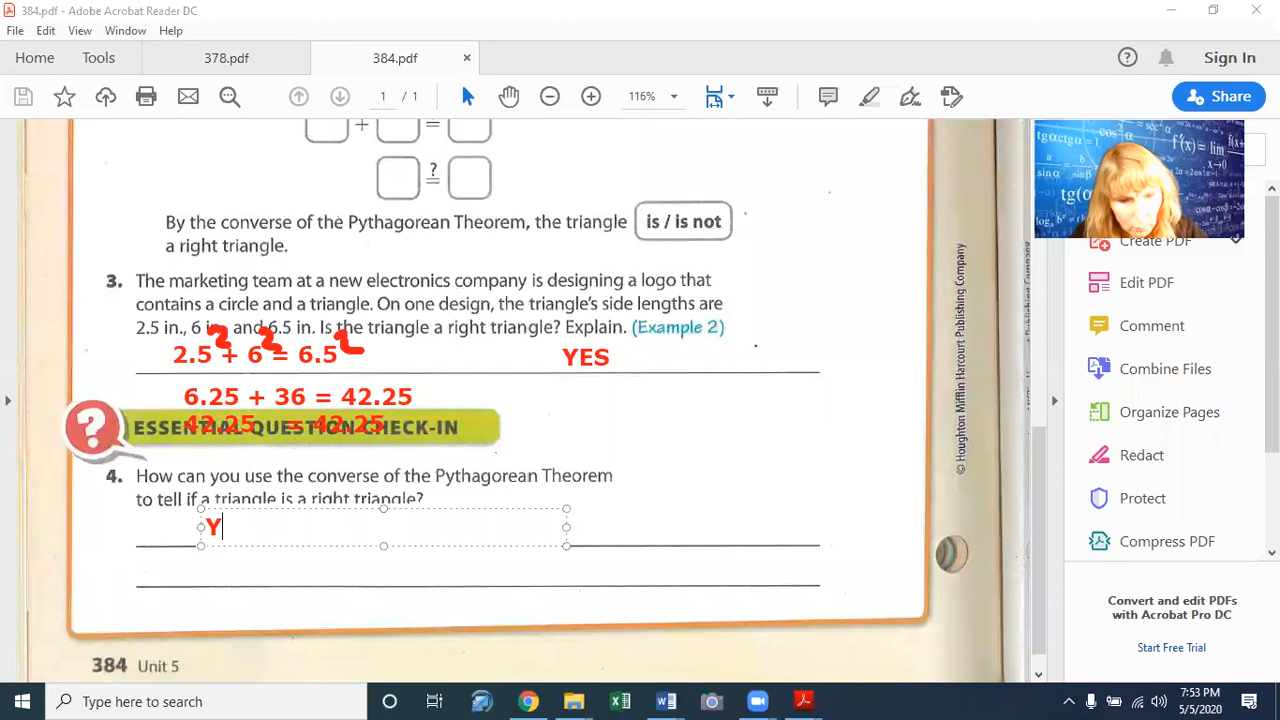 384.pdf - Adobe Acrobat Reader DC
File Edit View Window Help
Home Tools 378.pdf 384.pdf × Sign In
1 / 1 116% Share
+ =
? =
By the converse of the Pythagorean Theorem, the triangle is / is not
a right triangle.
3. The marketing team at a new electronics company is designing a logo that
contains a circle and a triangle. On one design, the triangle's side lengths are
2.5 in., 6 in., and 6.5 in. Is the triangle a right triangle? Explain. (Example 2)
2.5² + 6² = 6.5² YES
6.25 + 36 = 42.25
42.25 = 42.25
? ESSENTIAL QUESTION CHECK-IN
4. How can you use the converse of the Pythagorean Theorem
to tell if a triangle is a right triangle?
Y
384 Unit 5
© Houghton Mifflin Harcourt Publishing Company
Create PDF
Edit PDF
Comment
Combine Files
Organize Pages
Redact
Protect
Compress PDF
Convert and edit PDFs
with Acrobat Pro DC
Start Free Trial
Type here to search
7:53 PM
5/5/2020